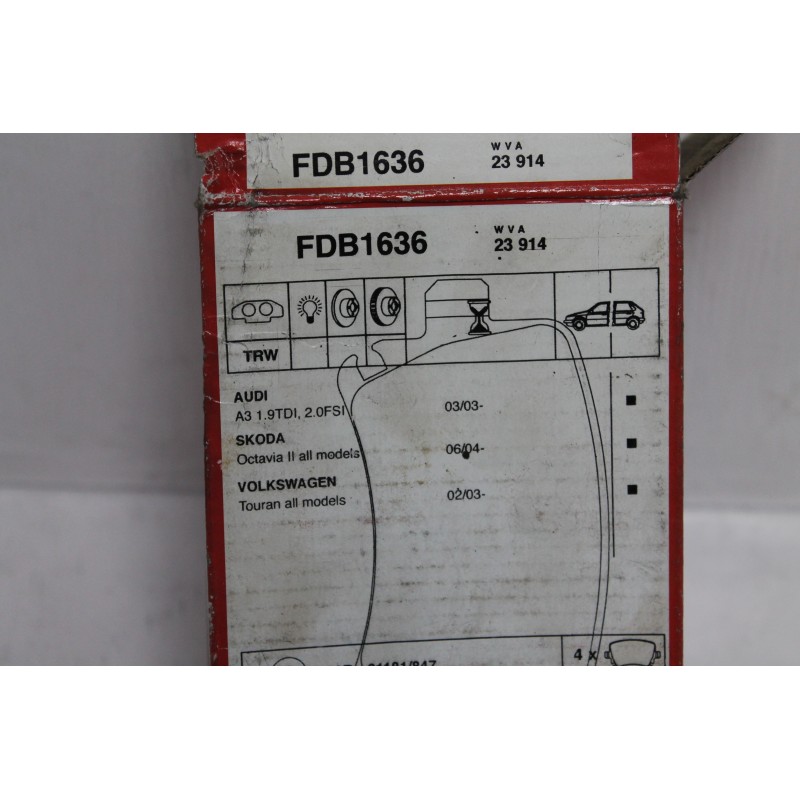 WVA
FDB1636 23 914
WVA
FDB1636 23 914
TRW
AUDI
A3 1.9TDI, 2.0FSI 03/03-
SKODA
Octavia II all models 06/04-
VOLKSWAGEN
Touran all models 02/03-
4 x